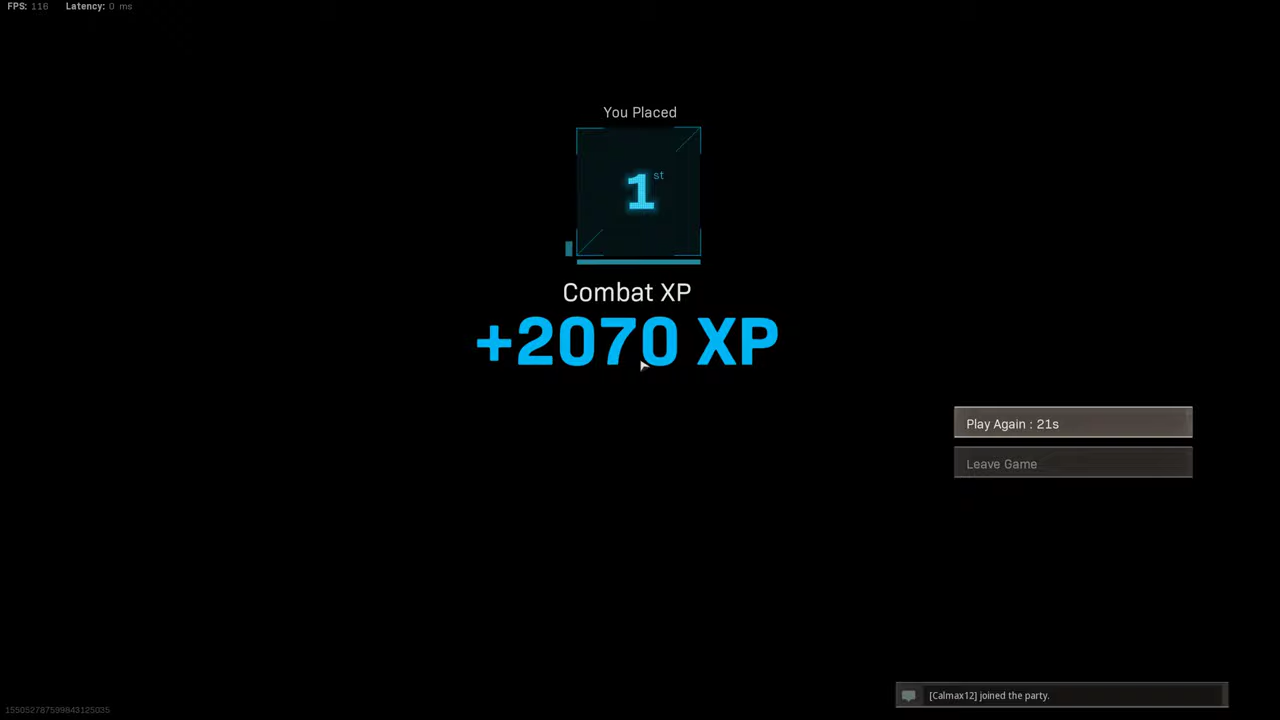 FPS: 116 Latency: 0 ms
You Placed
1st
Combat XP
+2070 XP
Play Again : 21s
Leave Game
[Calmax12] joined the party.
155052787599843125035